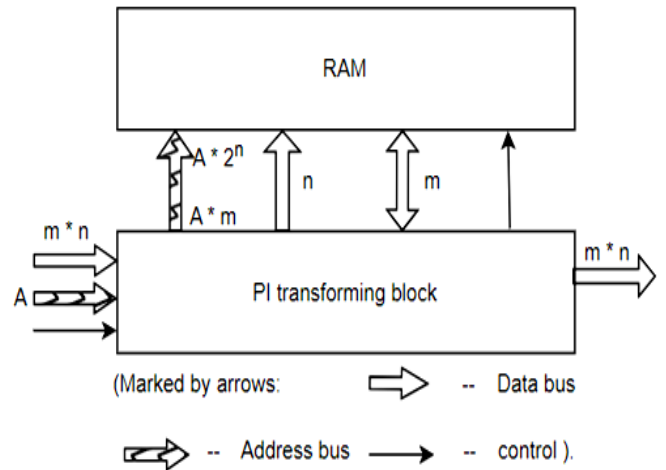 RAM
A * 2ⁿ
n
m
A * m
m * n
m * n
A
PI transforming block
(Marked by arrows: -- Data bus
-- Address bus -- control ).